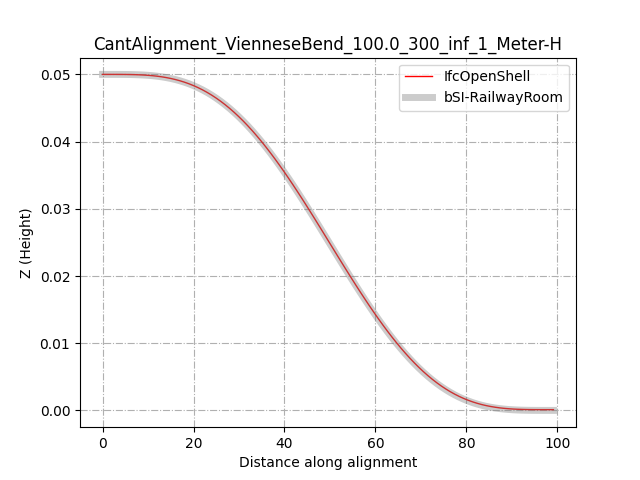 CantAlignment_VienneseBend_100.0_300_inf_1_Meter-H
IfcOpenShell
bSI-RailwayRoom
0.05
0.04
0.03
0.02
0.01
0.00
Z (Height)
0 20 40 60 80 100
Distance along alignment